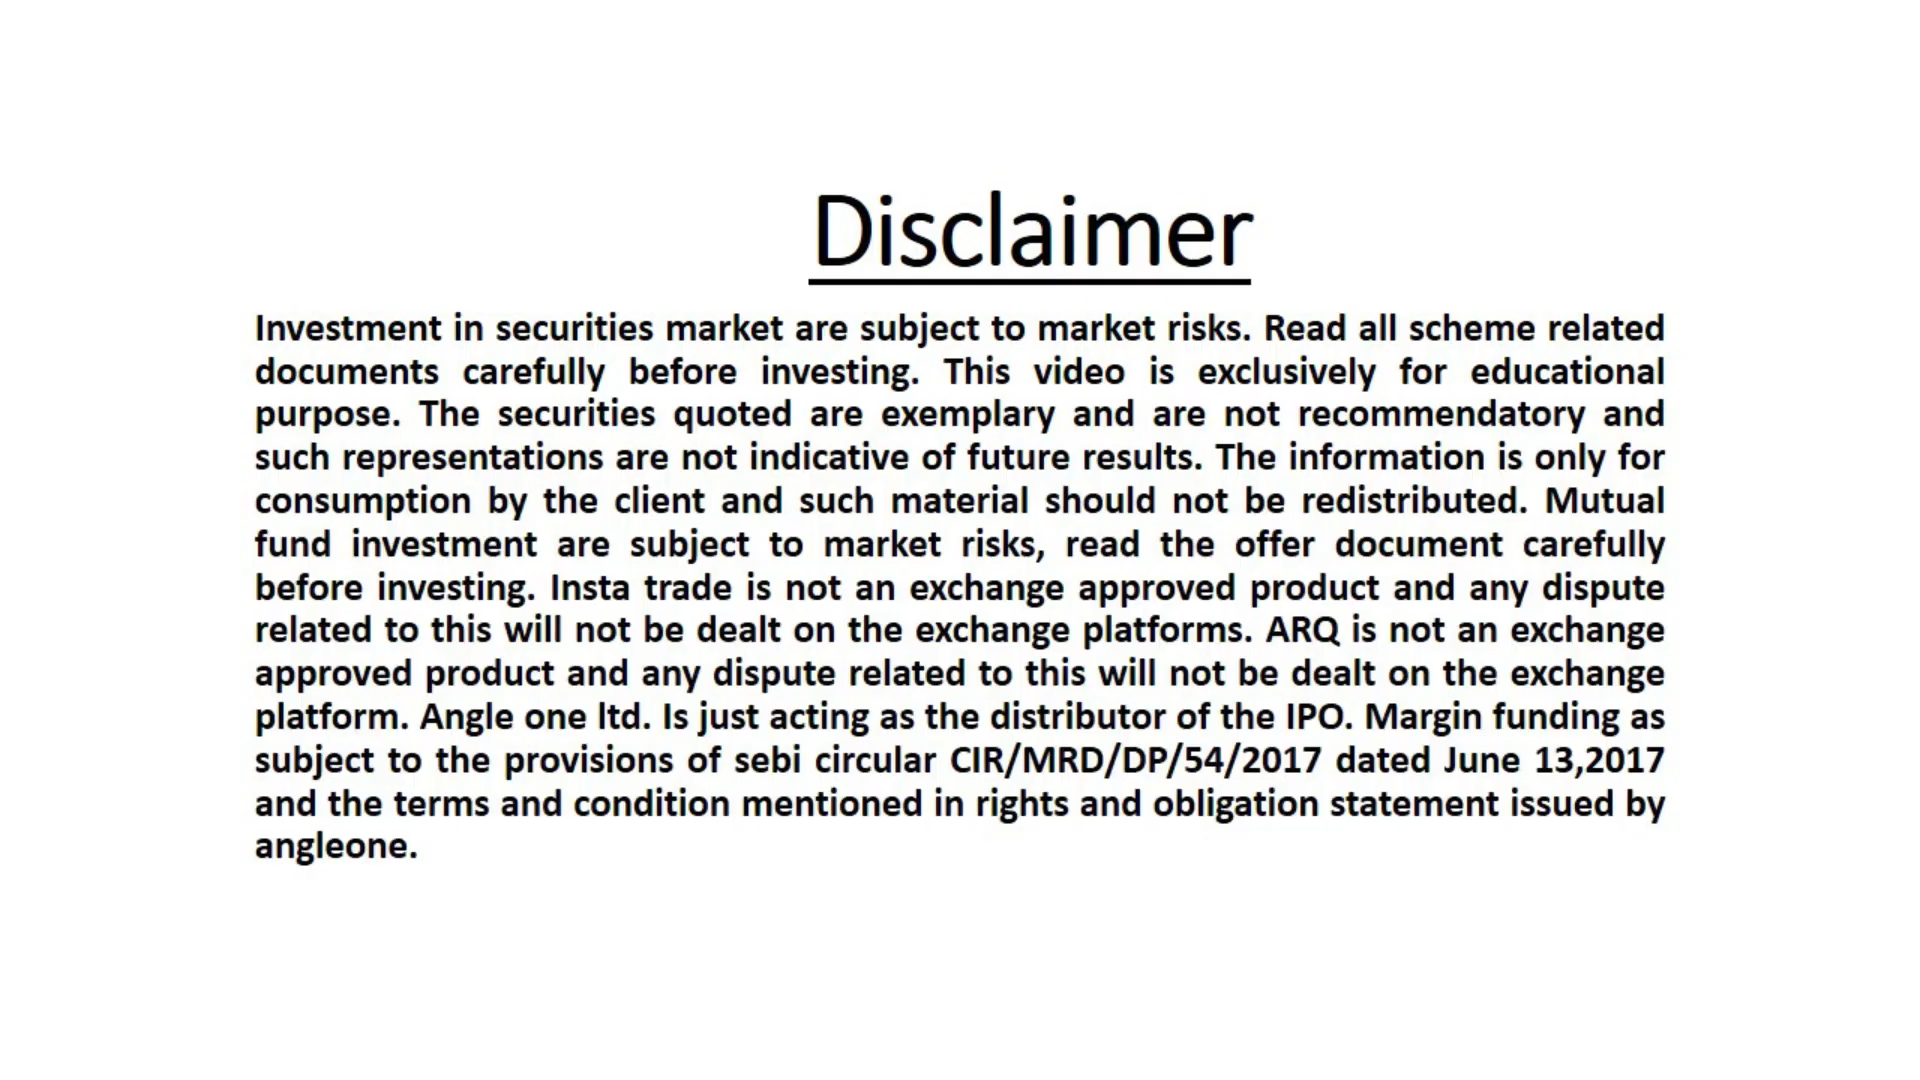 Disclaimer
Investment in securities market are subject to market risks. Read all scheme related
documents carefully before investing. This video is exclusively for educational
purpose. The securities quoted are exemplary and are not recommendatory and
such representations are not indicative of future results. The information is only for
consumption by the client and such material should not be redistributed. Mutual
fund investment are subject to market risks, read the offer document carefully
before investing. Insta trade is not an exchange approved product and any dispute
related to this will not be dealt on the exchange platforms. ARQ is not an exchange
approved product and any dispute related to this will not be dealt on the exchange
platform. Angle one ltd. Is just acting as the distributor of the IPO. Margin funding as
subject to the provisions of sebi circular CIR/MRD/DP/54/2017 dated June 13,2017
and the terms and condition mentioned in rights and obligation statement issued by
angleone.